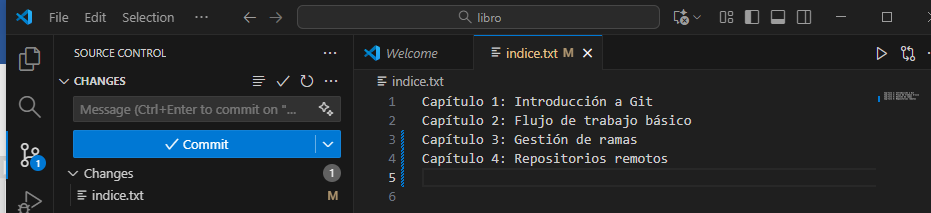 File Edit Selection ... libro
SOURCE CONTROL ...
CHANGES ...
Message (Ctrl+Enter to commit on "...
Commit
Changes 1
indice.txt M
1
Welcome indice.txt M
indice.txt
1 Capítulo 1: Introducción a Git
2 Capítulo 2: Flujo de trabajo básico
3 Capítulo 3: Gestión de ramas
4 Capítulo 4: Repositorios remotos
5
6